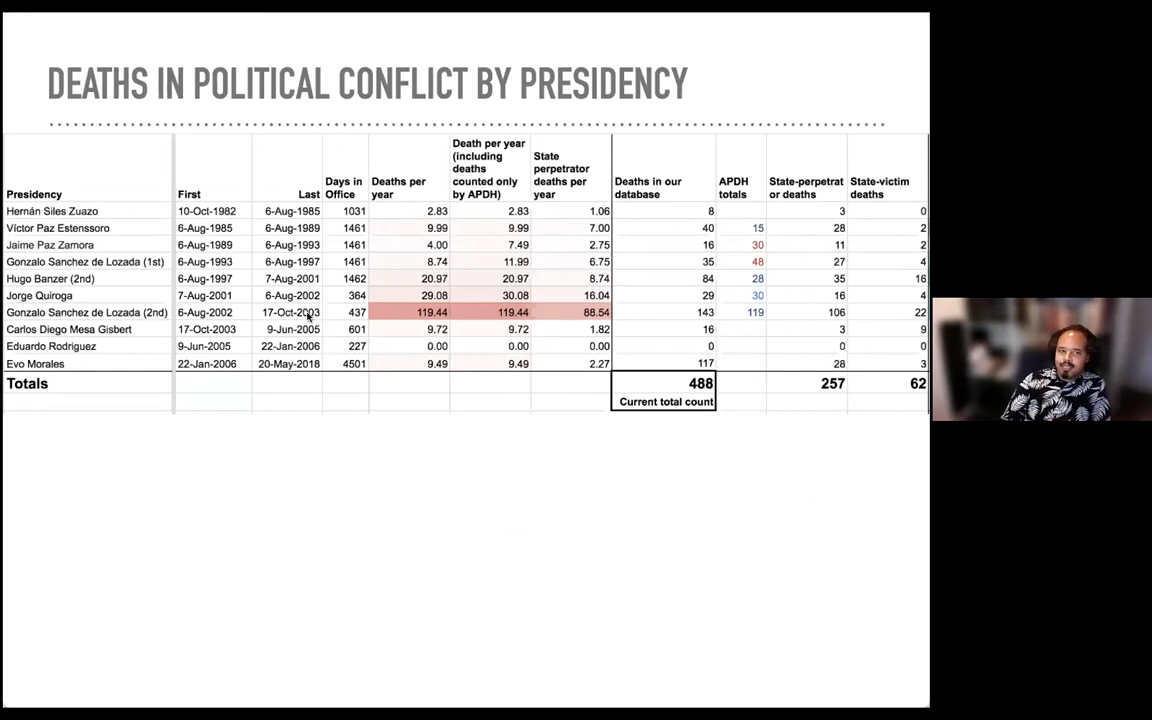 DEATHS IN POLITICAL CONFLICT BY PRESIDENCY
Presidency First Last Days in Office Deaths per year Death per year (including deaths counted only by APDH) State perpetrator deaths per year Deaths in our database APDH totals State-perpetrat or deaths State-victim deaths
Hernán Siles Zuazo 10-Oct-1982 6-Aug-1985 1031 2.83 2.83 1.06 8 3 0
Víctor Paz Estenssoro 6-Aug-1985 6-Aug-1989 1461 9.99 9.99 7.00 40 15 28 2
Jaime Paz Zamora 6-Aug-1989 6-Aug-1993 1461 4.00 7.49 2.75 16 30 11 2
Gonzalo Sanchez de Lozada (1st) 6-Aug-1993 6-Aug-1997 1461 8.74 11.99 6.75 35 48 27 4
Hugo Banzer (2nd) 6-Aug-1997 7-Aug-2001 1462 20.97 20.97 8.74 84 28 35 16
Jorge Quiroga 7-Aug-2001 6-Aug-2002 364 29.08 30.08 16.04 29 30 16 4
Gonzalo Sanchez de Lozada (2nd) 6-Aug-2002 17-Oct-2003 437 119.44 119.44 88.54 143 119 106 22
Carlos Diego Mesa Gisbert 17-Oct-2003 9-Jun-2005 601 9.72 9.72 1.82 16 3 9
Eduardo Rodriguez 9-Jun-2005 22-Jan-2006 227 0.00 0.00 0.00 0 0 0
Evo Morales 22-Jan-2006 20-May-2018 4501 9.49 9.49 2.27 117 28 3
Totals 488 257 62
Current total count